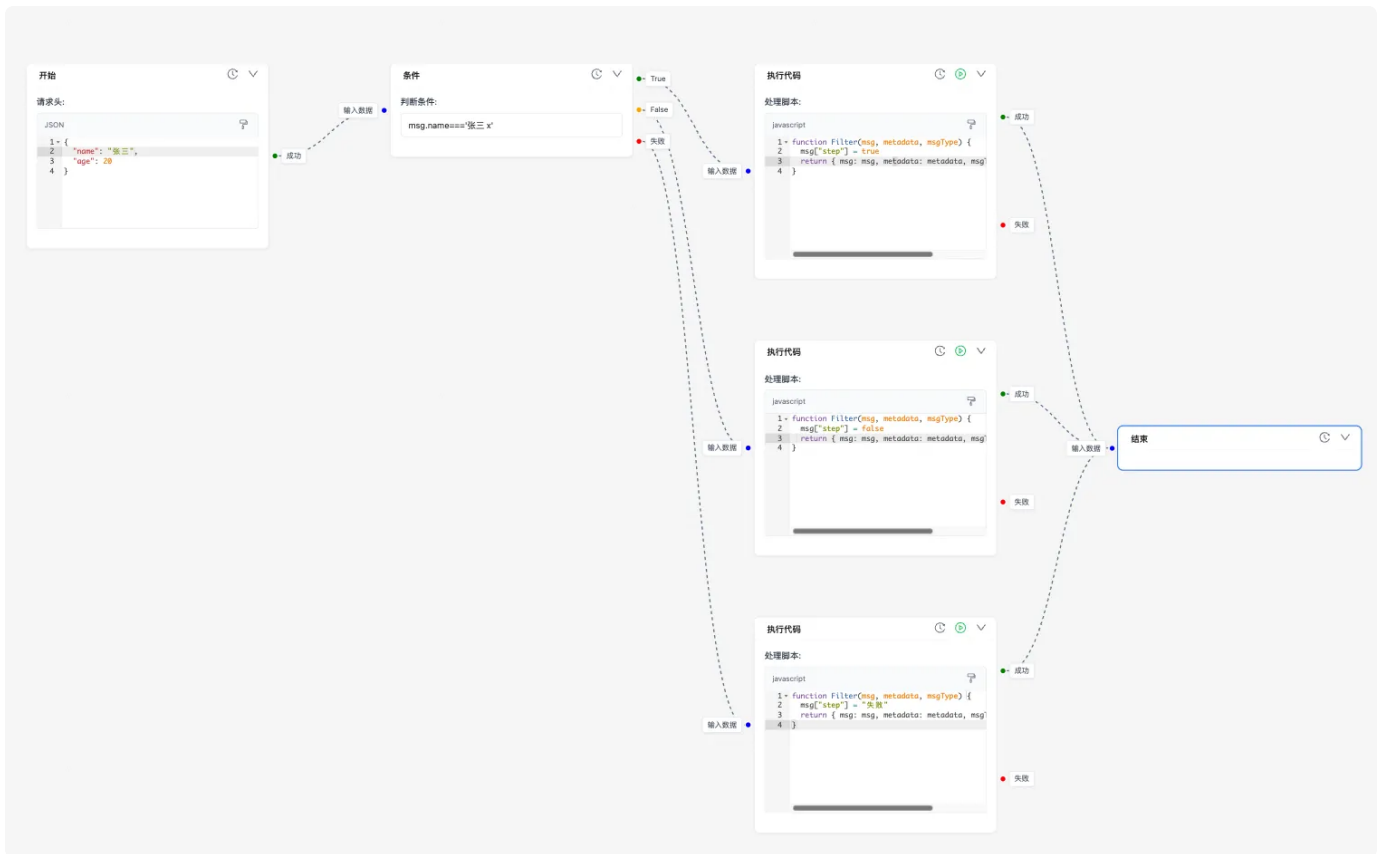 开始
请求头:
JSON
1 {
2 "name": "张三",
3 "age": 20
4 }
成功
输入数据
条件
判断条件:
msg.name==='张三 x'
True
False
失败
输入数据
执行代码
处理脚本:
javascript
1 function Filter(msg, metadata, msgType) {
2 msg["step"] = true
3 return { msg: msg, metadata: metadata, msgT
4 }
成功
失败
输入数据
执行代码
处理脚本:
javascript
1 function Filter(msg, metadata, msgType) {
2 msg["step"] = false
3 return { msg: msg, metadata: metadata, msgT
4 }
成功
失败
输入数据
执行代码
处理脚本:
javascript
1 function Filter(msg, metadata, msgType) {
2 msg["step"] = "失败"
3 return { msg: msg, metadata: metadata, msgT
4 }
成功
失败
输入数据
结束